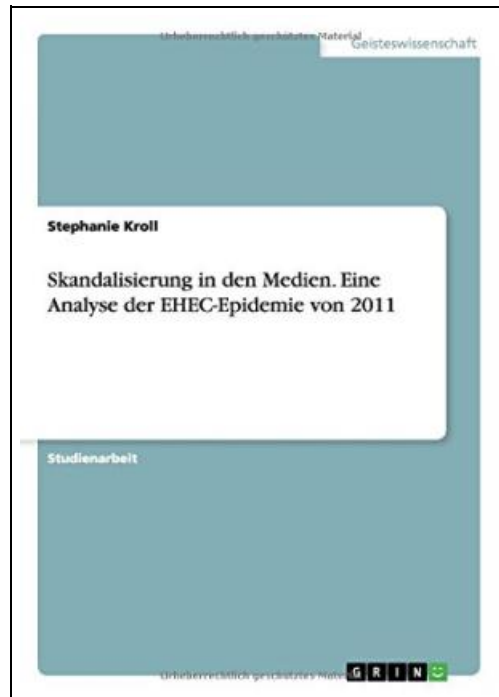 Urheberrechtlich geschütztes Material
Geisteswissenschaft
Stephanie Kroll
Skandalisierung in den Medien. Eine
Analyse der EHEC-Epidemie von 2011
Studienarbeit
Urheberrechtlich geschütztes
GRIN